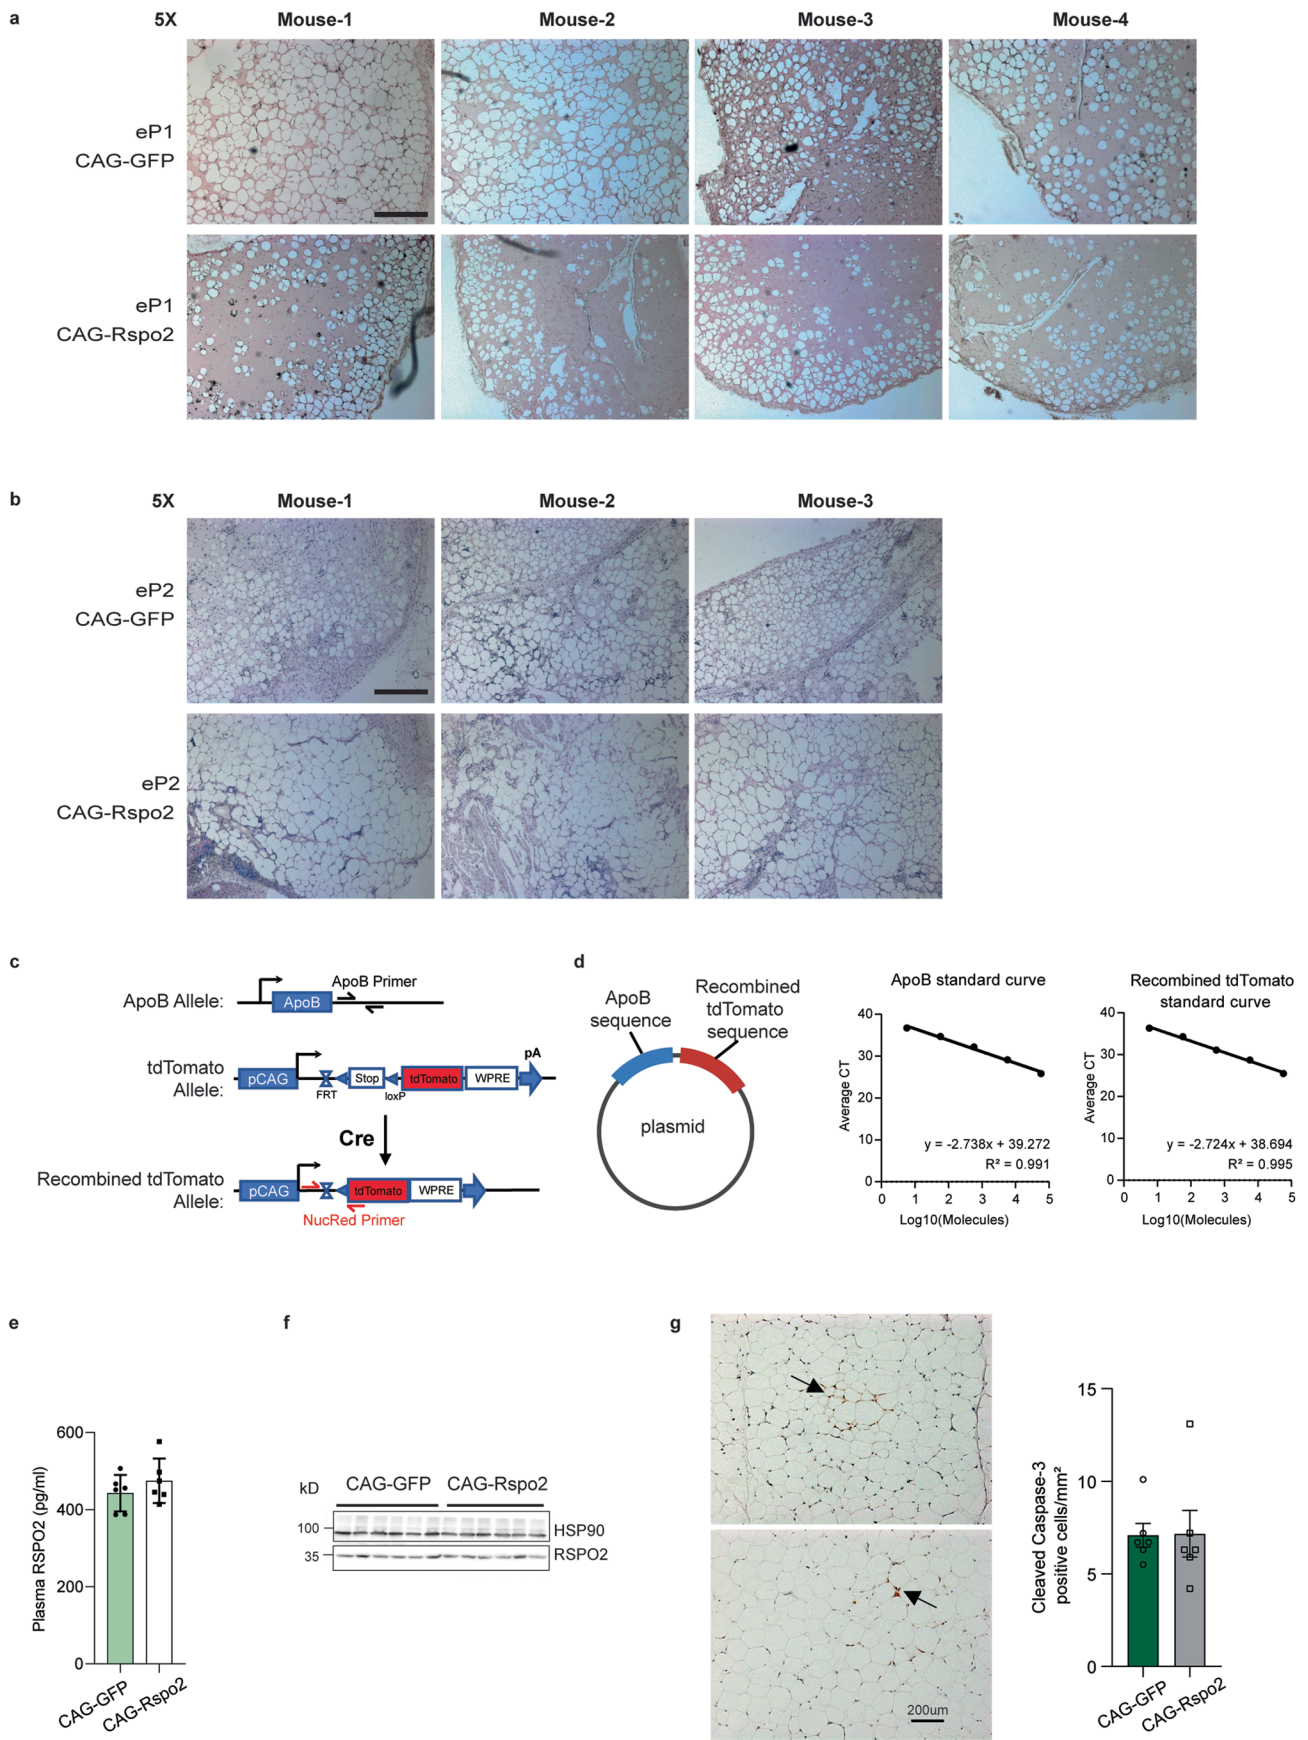 a
5X
Mouse-1
Mouse-2
Mouse-3
Mouse-4
eP1
CAG-GFP
eP1
CAG-Rspo2
b
5X
Mouse-1
Mouse-2
Mouse-3
eP2
CAG-GFP
eP2
CAG-Rspo2
c
ApoB Allele:
ApoB
ApoB Primer
tdTomato
Allele:
pCAG
FRT
Stop
loxP
tdTomato
WPRE
pA
Cre
Recombined tdTomato
Allele:
pCAG
tdTomato
WPRE
NucRed Primer
d
ApoB
sequence
Recombined
tdTomato
sequence
plasmid
ApoB standard curve
Average CT
40
30
20
10
0
0 1 2 3 4 5
y = -2.738x + 39.272
R² = 0.991
Log10(Molecules)
Recombined tdTomato
standard curve
Average CT
40
30
20
10
0
0 1 2 3 4 5
y = -2.724x + 38.694
R² = 0.995
Log10(Molecules)
e
Plasma RSPO2 (pg/ml)
600
400
200
0
CAG-GFP
CAG-Rspo2
f
kD
CAG-GFP
CAG-Rspo2
100
HSP90
35
RSPO2
g
200um
Cleaved Caspase-3
positive cells/mm²
15
10
5
0
CAG-GFP
CAG-Rspo2